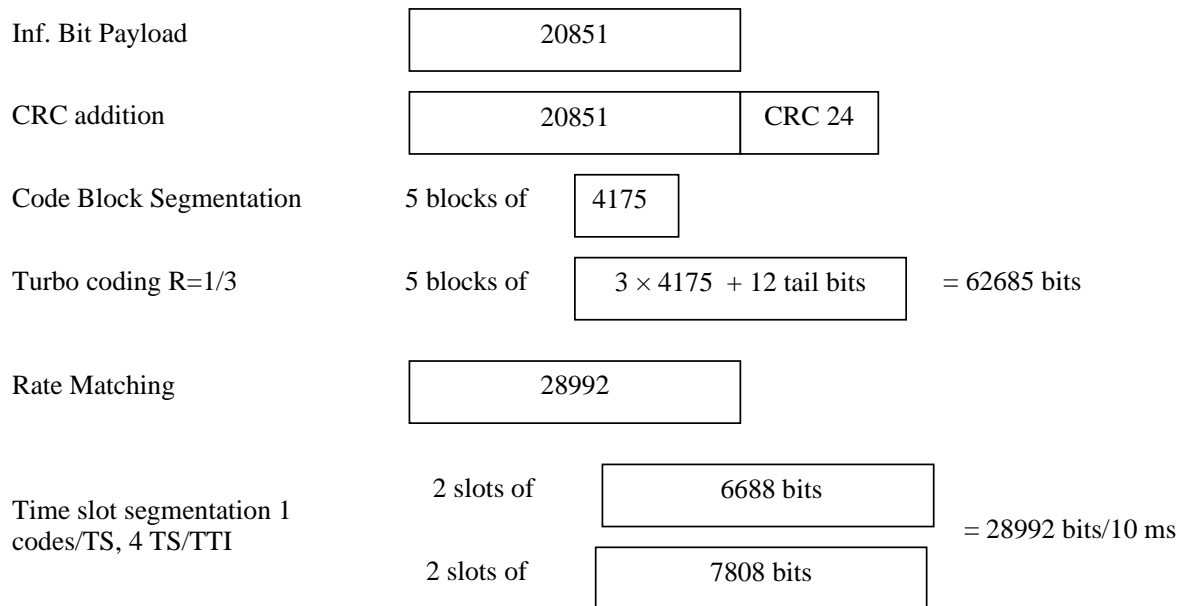 Inf. Bit Payload 20851
CRC addition 20851 CRC 24
Code Block Segmentation 5 blocks of 4175
Turbo coding R=1/3 5 blocks of 3 × 4175 + 12 tail bits = 62685 bits
Rate Matching 28992
2 slots of 6688 bits
Time slot segmentation 1
codes/TS, 4 TS/TTI
= 28992 bits/10 ms
2 slots of 7808 bits